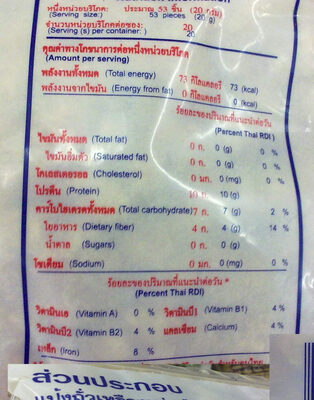 หนึ่งหน่วยบริโภค: ประมาณ 53 ชิ้น (20 กรัม)
(Serving size:) 53 pieces (20 g)
จำนวนหน่วยบริโภคต่อซอง: 20
(Serving (s) per container: ) 20
คุณค่าทางโภชนาการต่อหนึ่งหน่วยบริโภค
(Amount per serving)
พลังงานทั้งหมด (Total energy) 73 กิโลแคลอรี 73 (kcal)
พลังงานจากไขมัน (Energy from fat) 0 กิโลแคลอรี 0 (kcal)
ร้อยละของปริมาณที่แนะนำต่อวัน
(Percent Thai RDI)
ไขมันทั้งหมด (Total fat) 0 ก. 0 (g) 0 %
ไขมันอิ่มตัว (Saturated fat) 0 ก. 0 (g) 0 %
โคเลสเตอรอล (Cholesterol) 0 มก. 0 (mg) 0 %
โปรตีน (Protein) 10 ก. 10 (g)
คาร์โบไฮเดรตทั้งหมด (Total carbohydrate) 7 ก. 7 (g) 2 %
ใยอาหาร (Dietary fiber) 4 ก. 4 (g) 14 %
น้ำตาล (Sugars) 0 ก. 0 (g)
โซเดียม (Sodium) 0 มก. 0 (mg) 0 %
ร้อยละของปริมาณที่แนะนำต่อวัน *
(Percent Thai RDI)
วิตามินเอ (Vitamin A) 0 % วิตามินบี1 (Vitamin B1) 4 %
วิตามินบี2 (Vitamin B2) 4 % แคลเซียม (Calcium) 4 %
เหล็ก (Iron) 6 %
ส่วนประกอบ